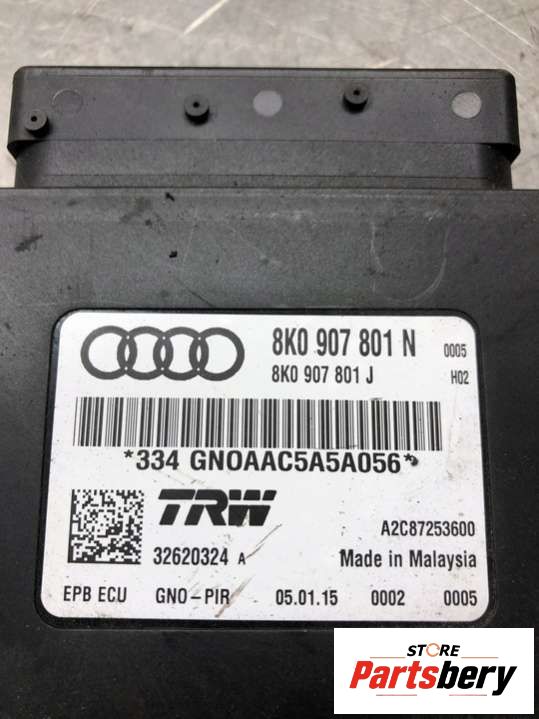 8K0 907 801 N 0005
8K0 907 801 J H02
*334 GNOAAC5A5A056*
TRW A2C87253600
32620324 A Made in Malaysia
EPB ECU GNO-PIR 05.01.15 0002 0005
STORE
Partsbery